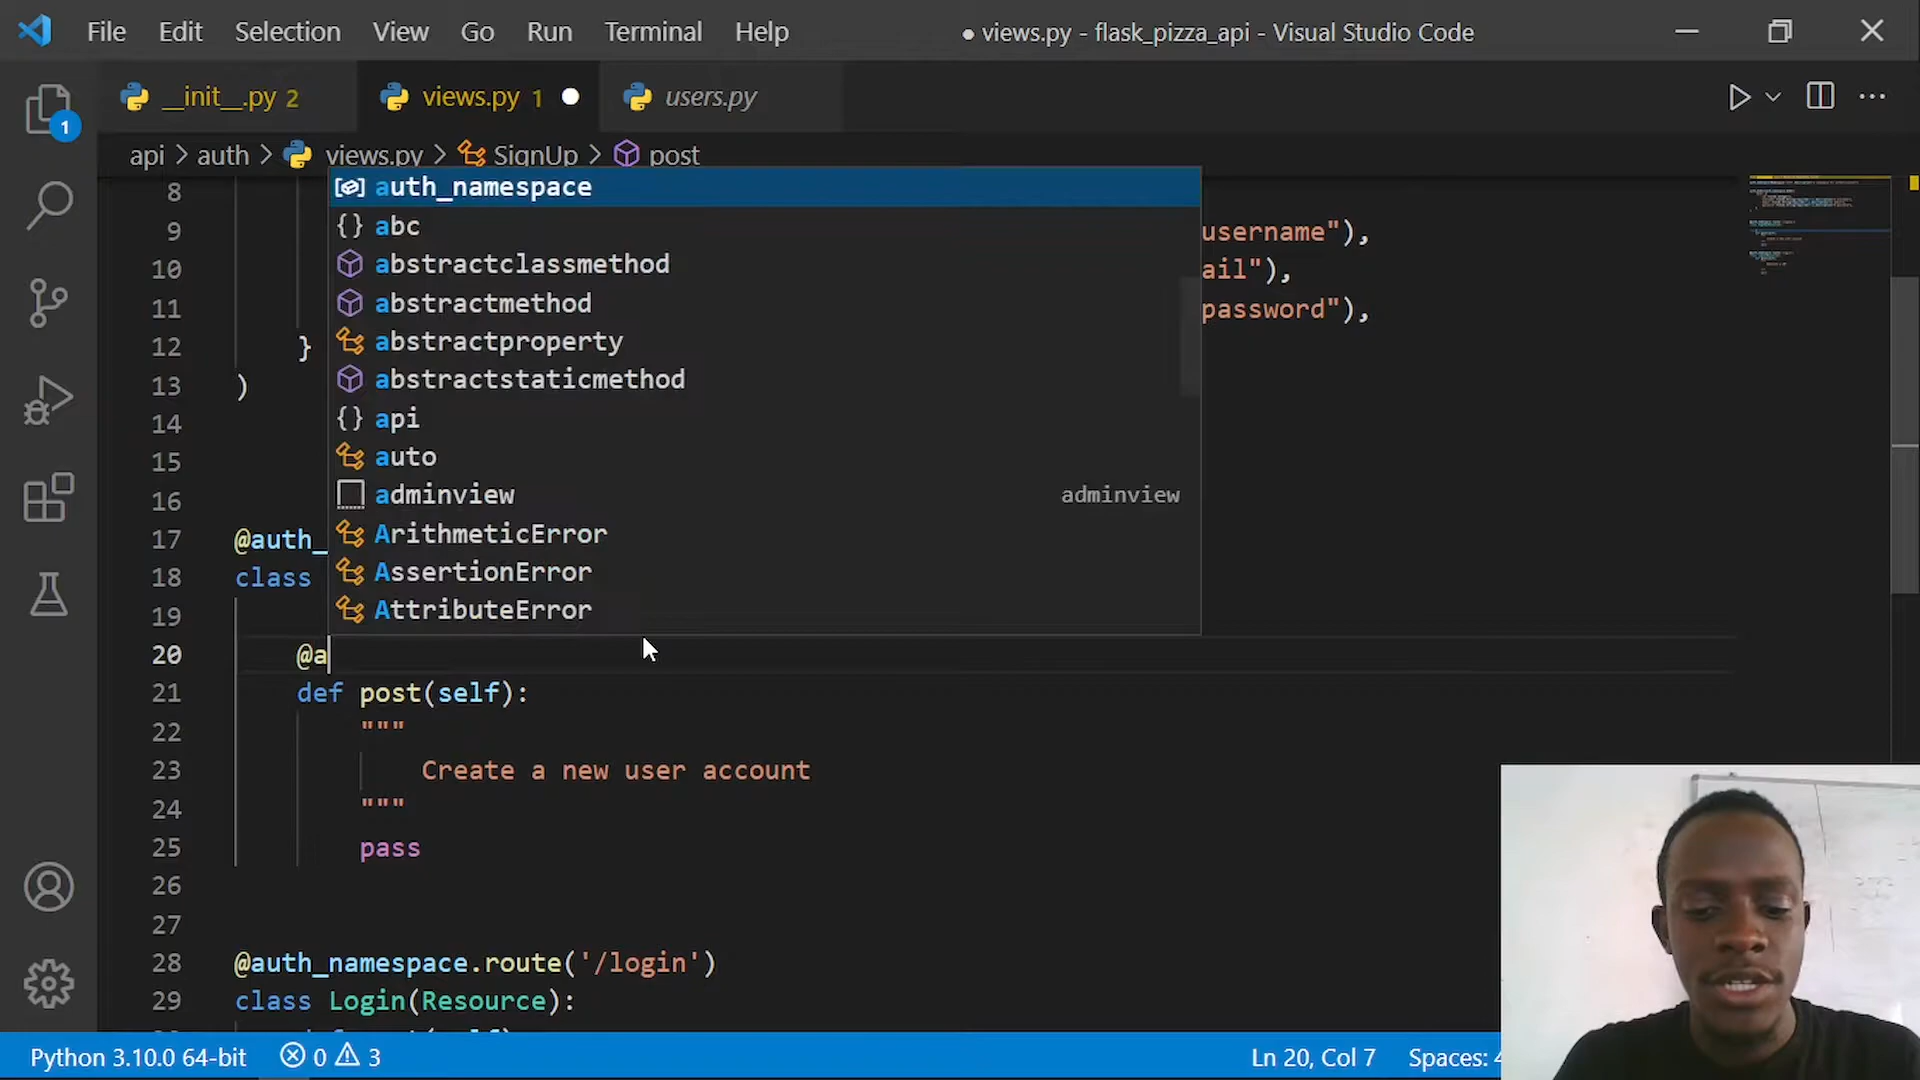 File Edit Selection View Go Run Terminal Help ● views.py - flask_pizza_api - Visual Studio Code
__init__.py 2 views.py 1 users.py
1
api > auth > views.py > SignUp > post
auth_namespace
8
{} abc
9 username"),
abstractclassmethod
10 ail"),
abstractmethod
11 password"),
abstractproperty
12 }
abstractstaticmethod
13 )
{} api
14
auto
15
adminview adminview
16
ArithmeticError
17 @auth_
AssertionError
18 class
AttributeError
19
20 @a
21 def post(self):
22 """
23 Create a new user account
24 """
25 pass
26
27
28 @auth_namespace.route('/login')
29 class Login(Resource):
Python 3.10.0 64-bit 0 3 Ln 20, Col 7 Spaces: